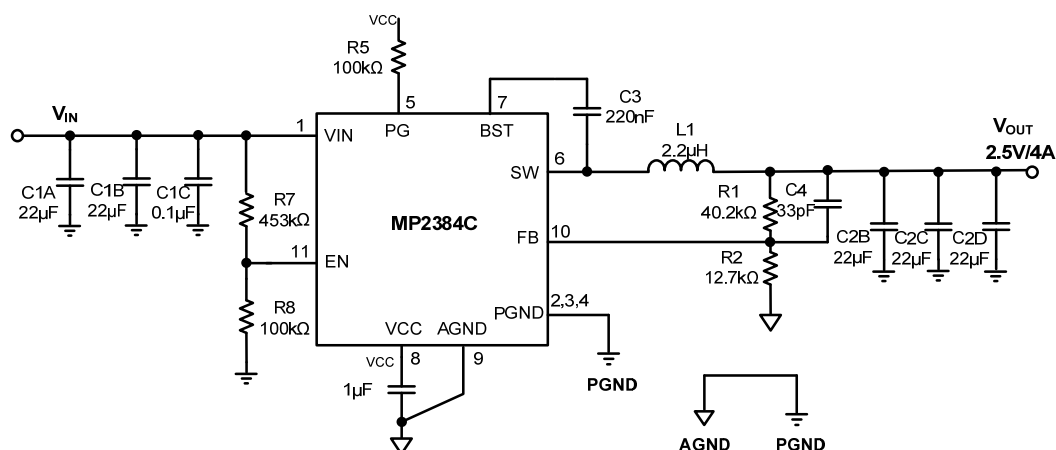 VCC
R5
100kΩ
5
7
C3
220nF
VIN
1
VIN
PG
BST
C1A
22µF
C1B
22µF
C1C
0.1µF
R7
453kΩ
11
EN
R8
100kΩ
MP2384C
SW
6
L1
2.2µH
VOUT
2.5V/4A
R1
40.2kΩ
C4
33pF
FB
10
R2
12.7kΩ
C2B
22µF
C2C
22µF
C2D
22µF
PGND
2,3,4
PGND
VCC
AGND
VCC
8
9
1µF
AGND
PGND